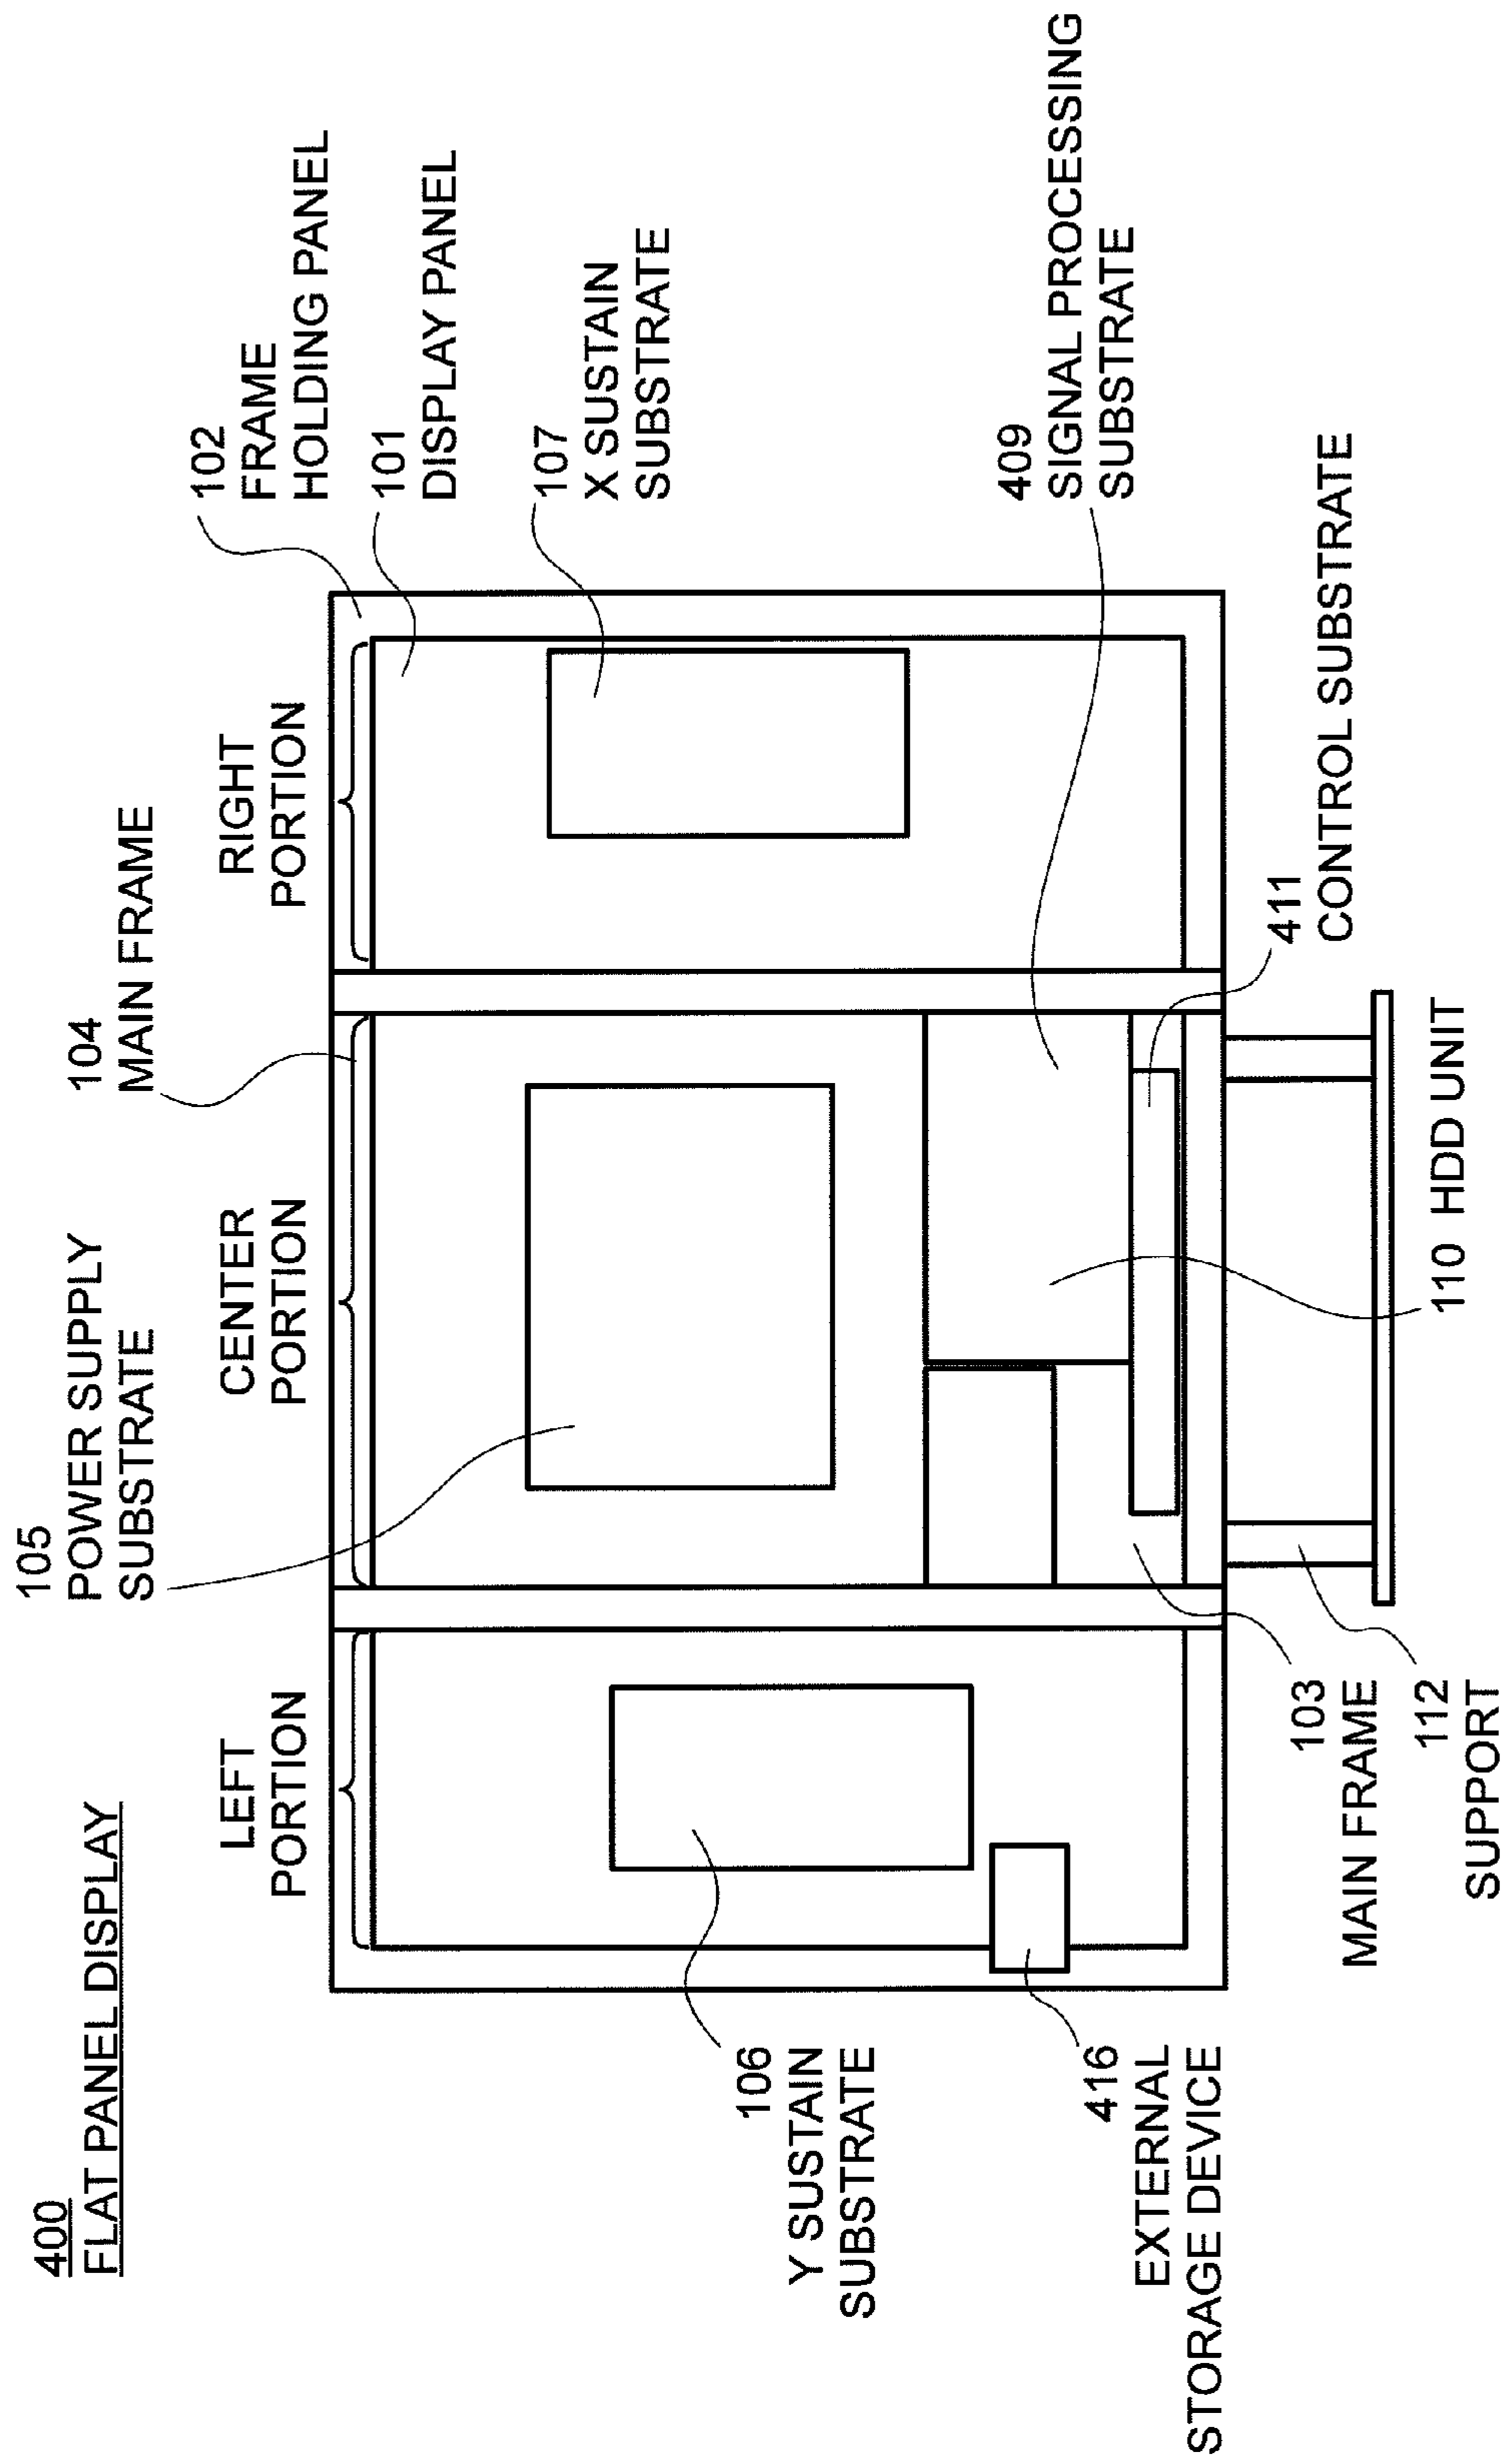 400
FLAT PANEL DISPLAY
105
POWER SUPPLY
SUBSTRATE
104
MAIN FRAME
LEFT
PORTION
CENTER
PORTION
RIGHT
PORTION
102
FRAME
HOLDING PANEL
101
DISPLAY PANEL
107
X SUSTAIN
SUBSTRATE
409
SIGNAL PROCESSING
SUBSTRATE
411
CONTROL SUBSTRATE
110 HDD UNIT
103
MAIN FRAME
112
SUPPORT
106
Y SUSTAIN
SUBSTRATE
416
EXTERNAL
STORAGE DEVICE